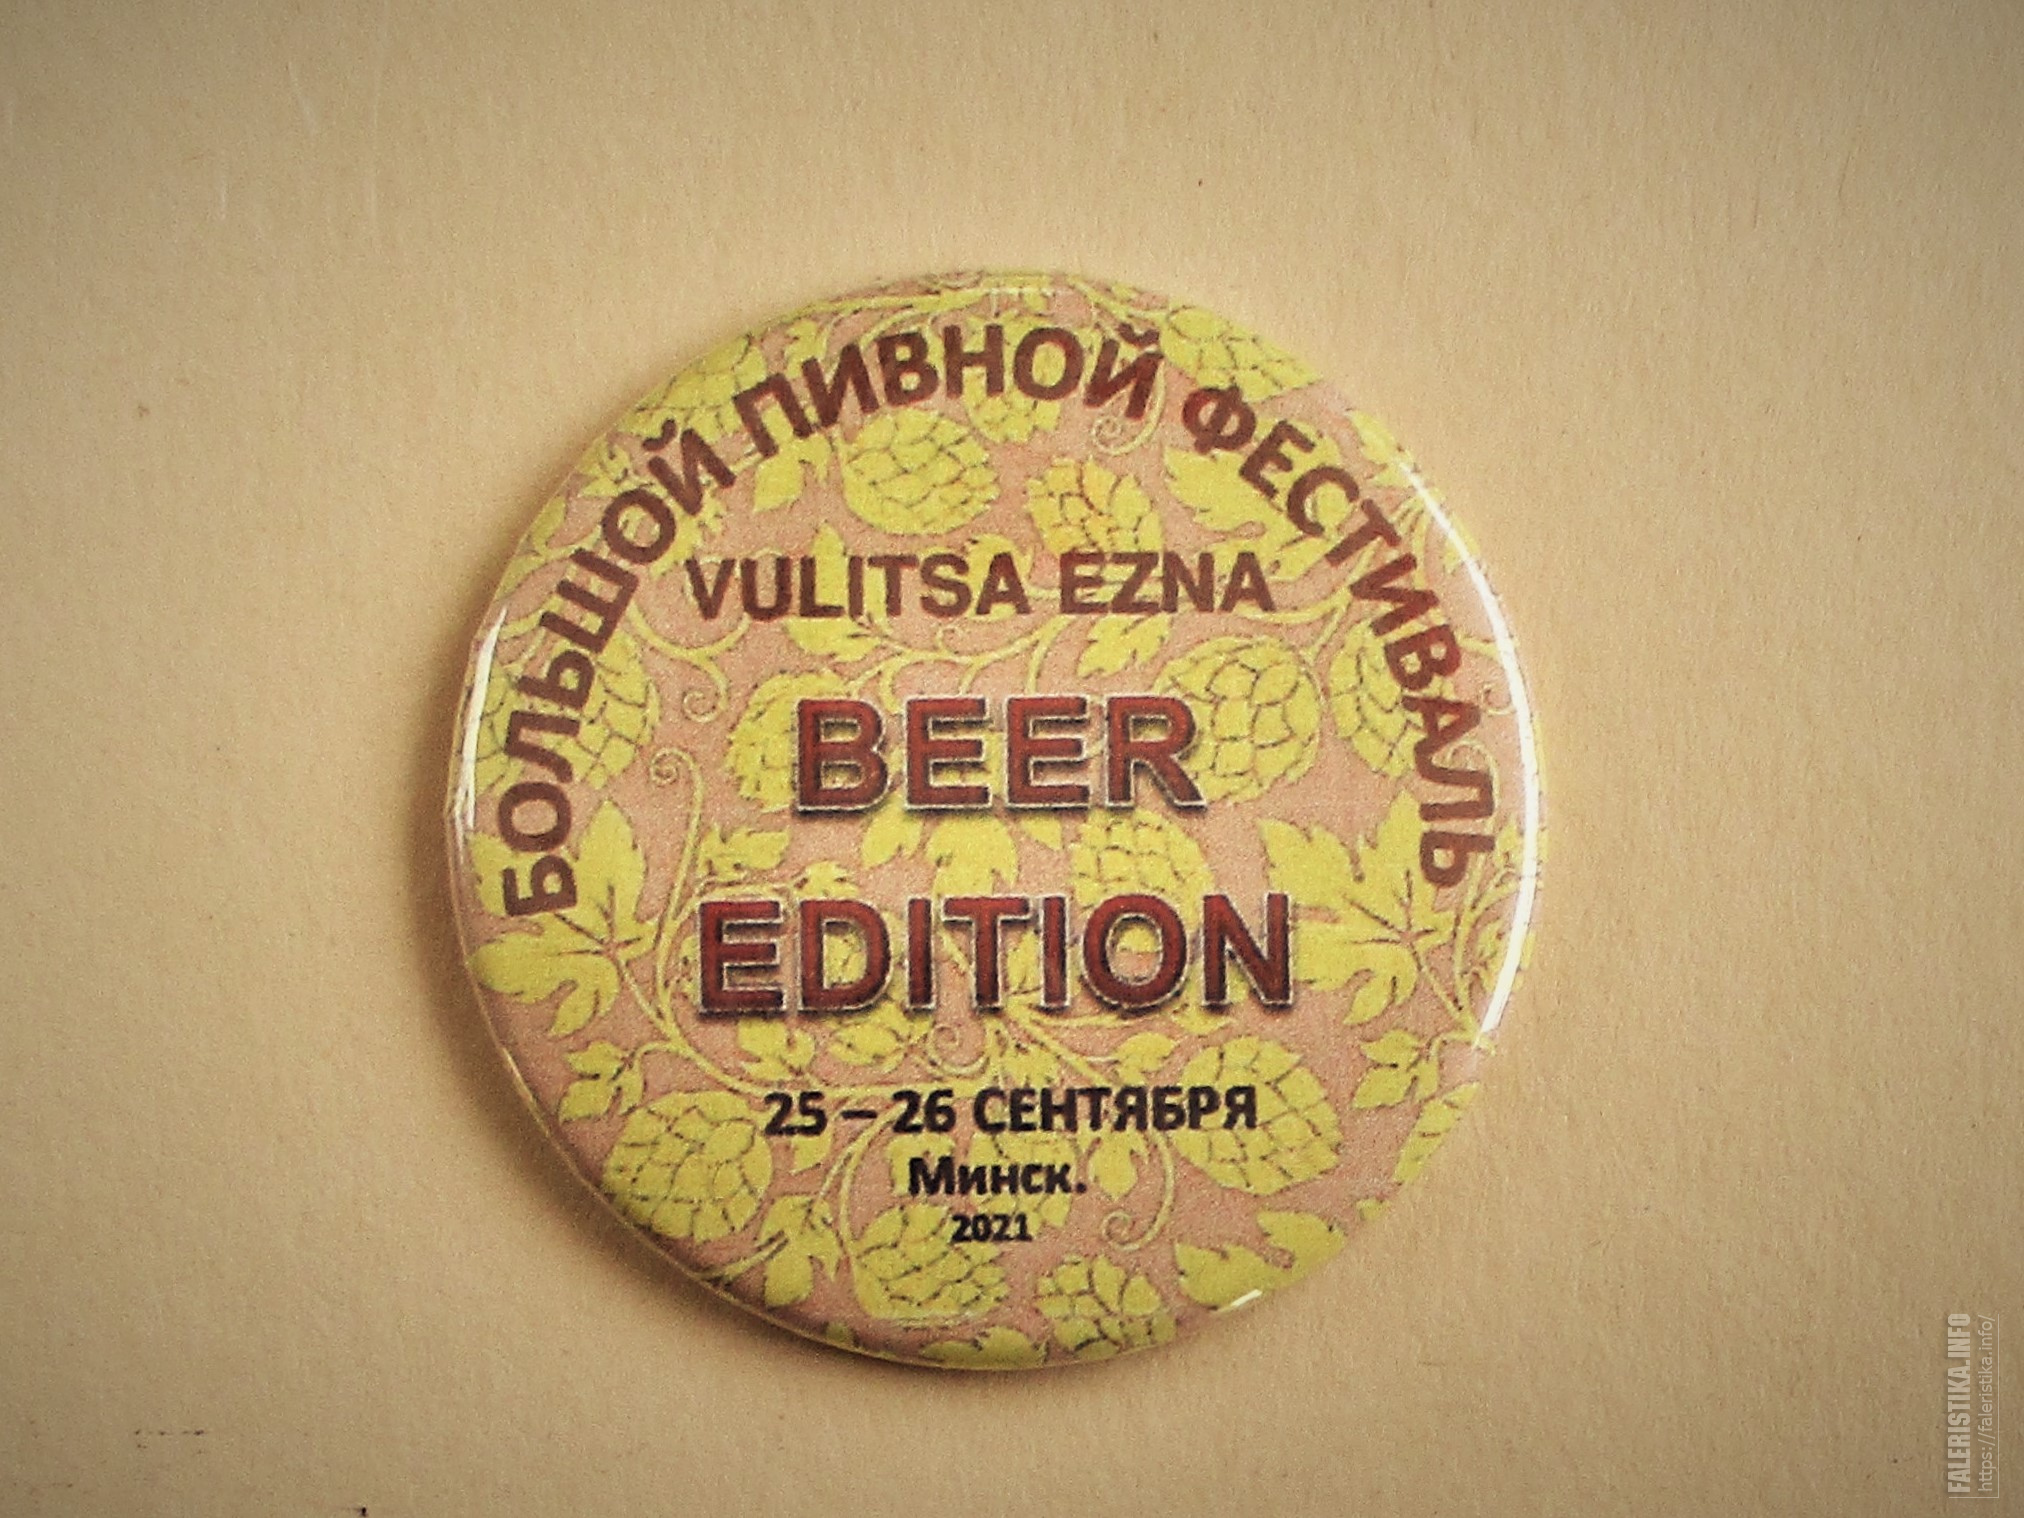 БОЛЬШОЙ ПИВНОЙ ФЕСТИВАЛЬ
VULITSA EZNA
BEER
EDITION
25 – 26 СЕНТЯБРЯ
Минск.
2021
FALERISTIKA.INFO
https://faleristika.info/